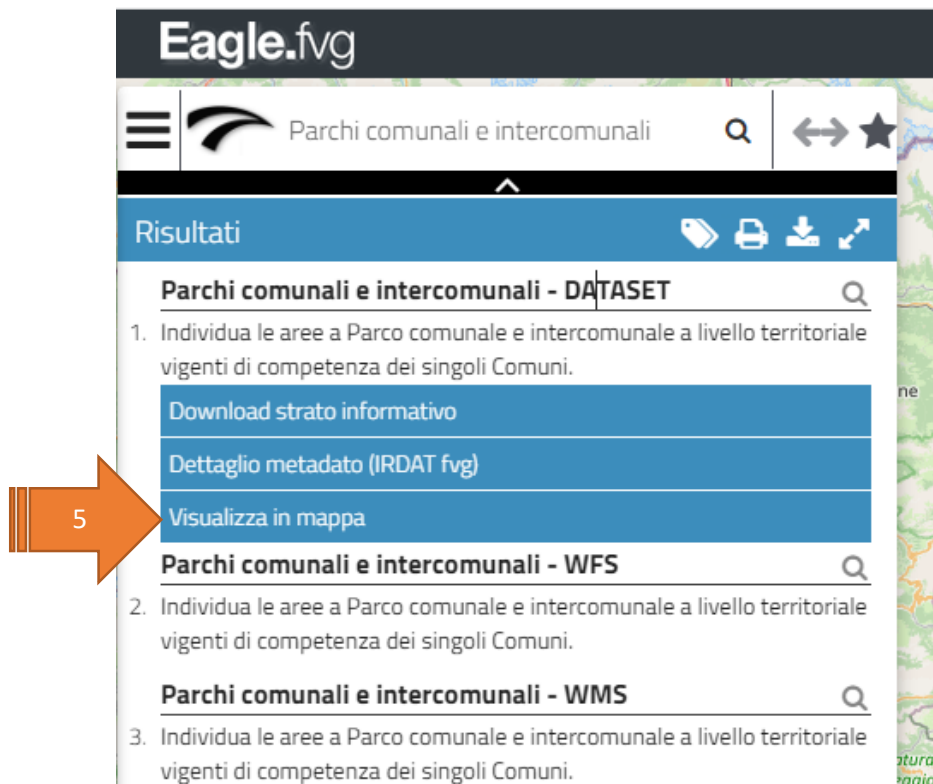 Eagle.fvg
Parchi comunali e intercomunali
Risultati
Parchi comunali e intercomunali - DATASET
1. Individua le aree a Parco comunale e intercomunale a livello territoriale
vigenti di competenza dei singoli Comuni.
Download strato informativo
Dettaglio metadato (IRDAT fvg)
5
Visualizza in mappa
Parchi comunali e intercomunali - WFS
2. Individua le aree a Parco comunale e intercomunale a livello territoriale
vigenti di competenza dei singoli Comuni.
Parchi comunali e intercomunali - WMS
3. Individua le aree a Parco comunale e intercomunale a livello territoriale
vigenti di competenza dei singoli Comuni.